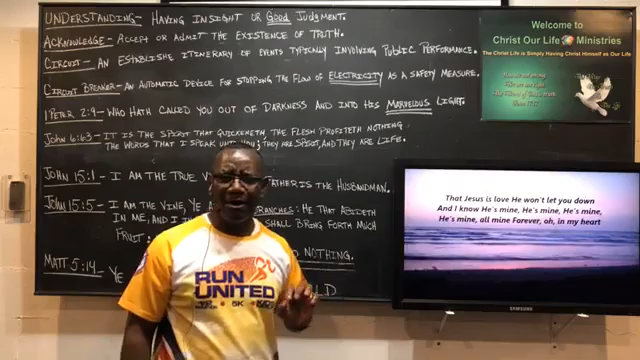 UNDERSTANDING- HAVING INSIGHT OR GOOD JUDGMENT.
ACKNOWLEDGE- ACCEPT OR ADMIT THE EXISTENCE OF TRUTH.
CIRCUIT - AN ESTABLISHE ITINERARY OF EVENTS TYPICALLY INVOLVING PUBLIC PERFORMANCE.
CIRCUIT BREAKER- AN AUTOMATIC DEVICE FOR STOPPING THE FLOW OF ELECTRICITY AS A SAFETY MEASURE.
1 PETER 2:9- WHO HATH CALLED YOU OUT OF DARKNESS AND INTO HIS MARVELOUS LIGHT.
JOHN 6:63- IT IS THE SPIRIT THAT QUICKENETH THE FLESH PROFITETH NOTHING
THE WORDS THAT I SPEAK UNTO YOU; THEY ARE SPIRIT, AND THEY ARE LIFE.
JOHN 15:1- I AM THE TRUE FATHER IS THE HUSBANDMAN.
JOHN 15:5- I AM THE VINE, YE BRANCHES: HE THAT ABIDETH
IN ME, AND I SHALL BRING FORTH MUCH
FRUIT: NOTHING.
MATT 5:14- YE
Welcome to
Christ Our Life Ministries
The Christ Life is Simply Having Christ Himself as Our Life
That Jesus is love He won't let you down
And I know He's mine, He's mine, He's mine,
He's mine, all mine Forever, oh, in my heart
SAMSUNG
RUN
UNITED
5K